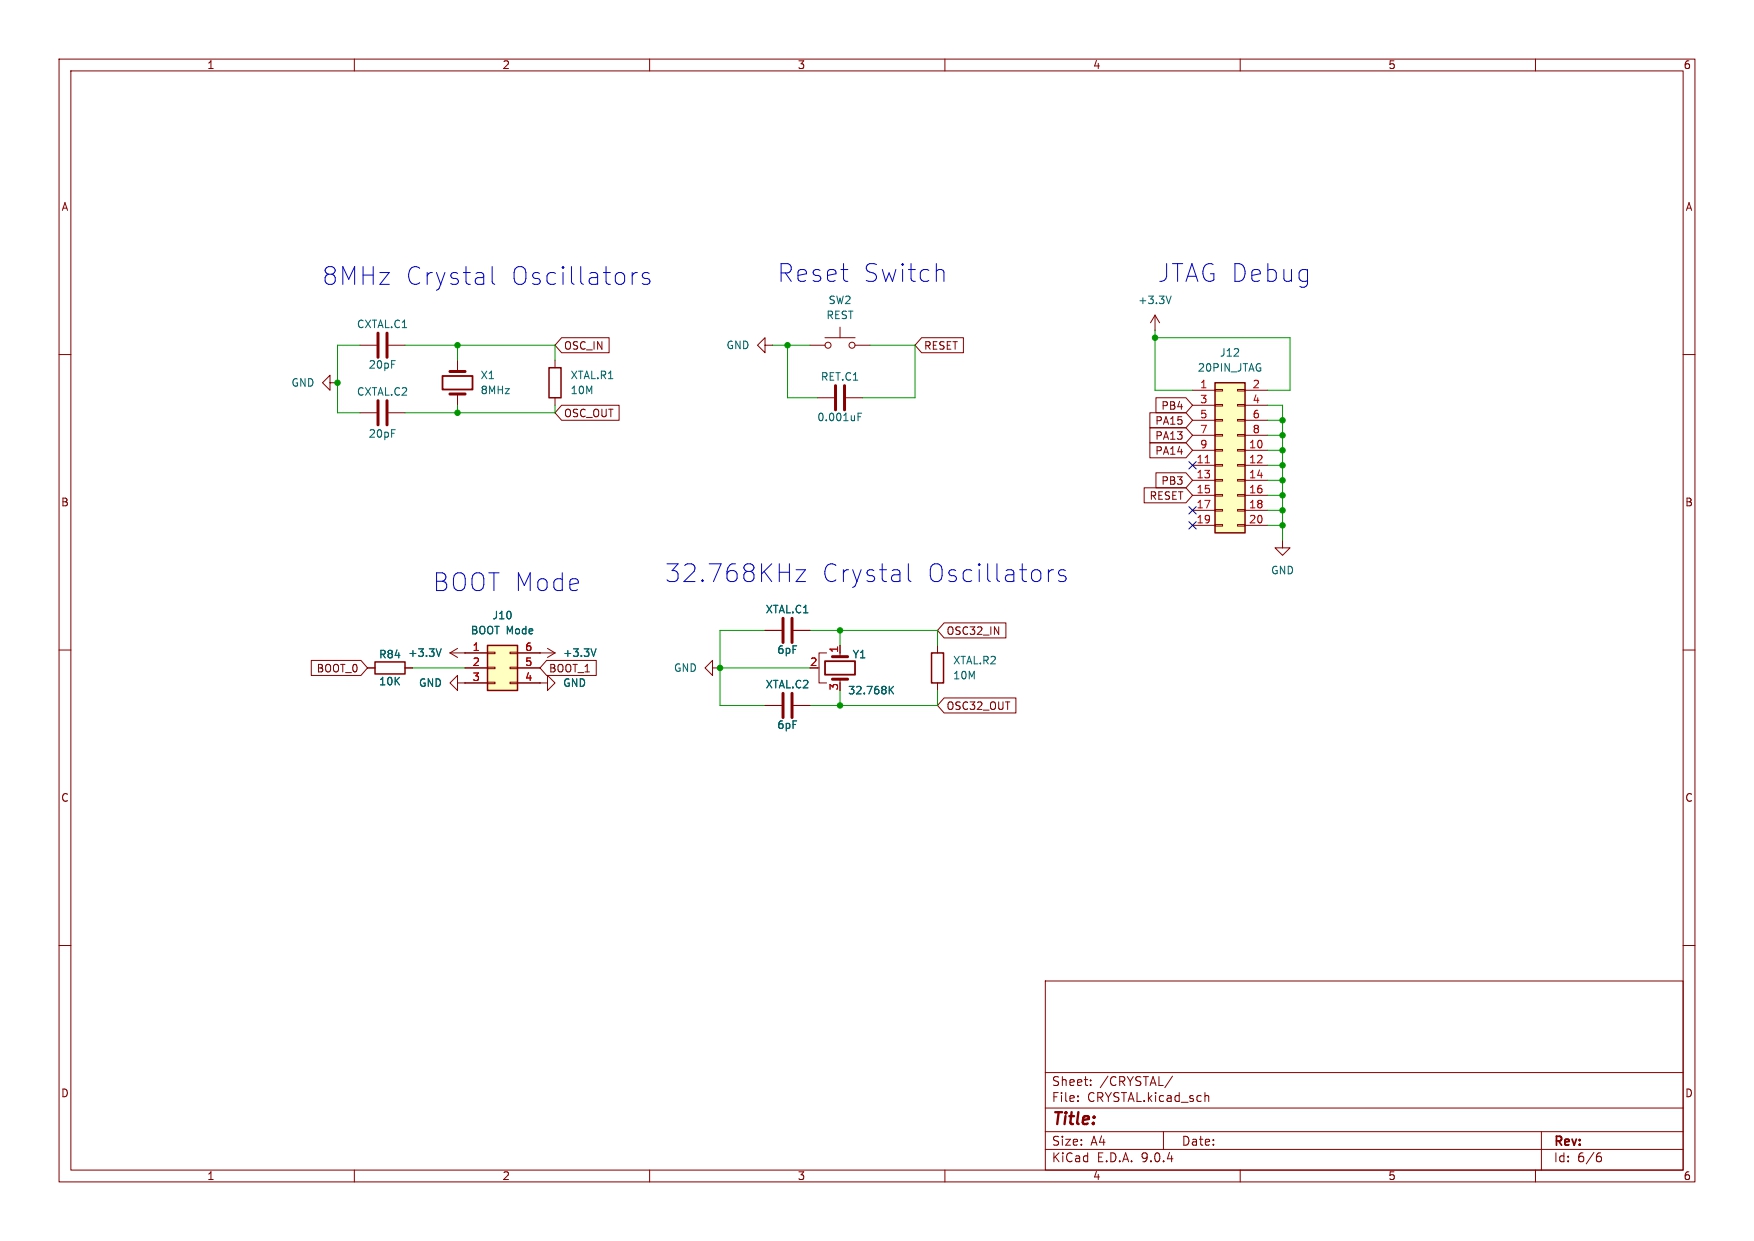 1 2 3 4 5 6
A A
B B
C C
D D
1 2 3 4 5 6
8MHz Crystal Oscillators
CXTAL.C1
20pF
GND
CXTAL.C2
20pF
X1
8MHz
OSC_IN
XTAL.R1
10M
OSC_OUT
Reset Switch
SW2
REST
GND
RESET
RET.C1
0.001uF
JTAG Debug
+3.3V
J12
20PIN_JTAG
1 2
PB4 3 4
PA15 5 6
PA13 7 8
PA14 9 10
11 12
PB3 13 14
RESET 15 16
17 18
19 20
GND
BOOT Mode
J10
BOOT Mode
R84 +3.3V 1 6 +3.3V
BOOT_0 2 5 BOOT_1
10K GND 3 4 GND
32.768KHz Crystal Oscillators
XTAL.C1
6pF
GND
XTAL.C2
6pF
1
2
3
Y1
32.768K
OSC32_IN
XTAL.R2
10M
OSC32_OUT
Sheet: /CRYSTAL/
File: CRYSTAL.kicad_sch
Title:
Size: A4 Date: Rev:
KiCad E.D.A. 9.0.4 Id: 6/6